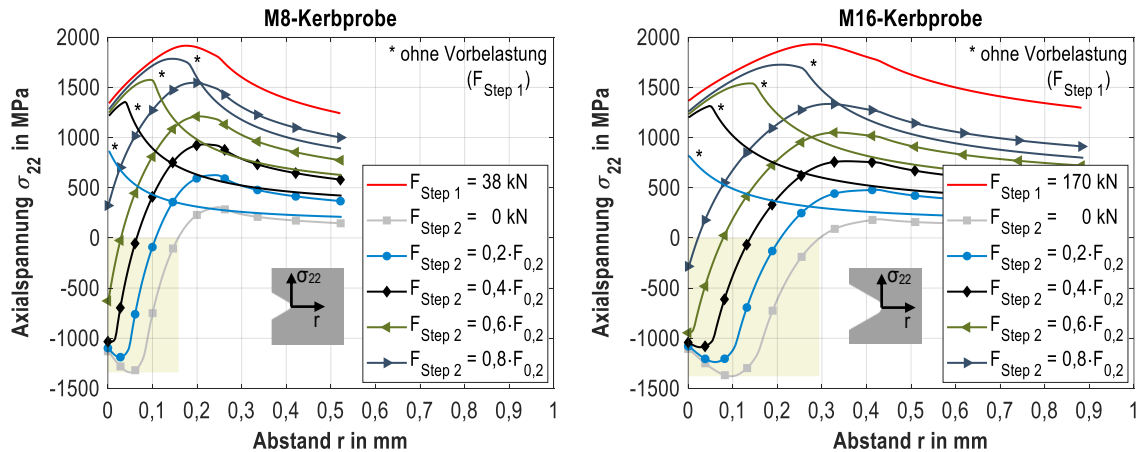 M8-Kerbprobe
Axialspannung σ22 in MPa
2000
1500
1000
500
0
-500
-1000
-1500
* ohne Vorbelastung
(FStep 1)
*
*
*
*
FStep 1 = 38 kN
FStep 2 = 0 kN
FStep 2 = 0,2·F0,2
FStep 2 = 0,4·F0,2
FStep 2 = 0,6·F0,2
FStep 2 = 0,8·F0,2
σ22
r
0 0,1 0,2 0,3 0,4 0,5 0,6 0,7 0,8 0,9 1
Abstand r in mm
M16-Kerbprobe
Axialspannung σ22 in MPa
2000
1500
1000
500
0
-500
-1000
-1500
* ohne Vorbelastung
(FStep 1)
*
*
*
*
FStep 1 = 170 kN
FStep 2 = 0 kN
FStep 2 = 0,2·F0,2
FStep 2 = 0,4·F0,2
FStep 2 = 0,6·F0,2
FStep 2 = 0,8·F0,2
σ22
r
0 0,1 0,2 0,3 0,4 0,5 0,6 0,7 0,8 0,9 1
Abstand r in mm